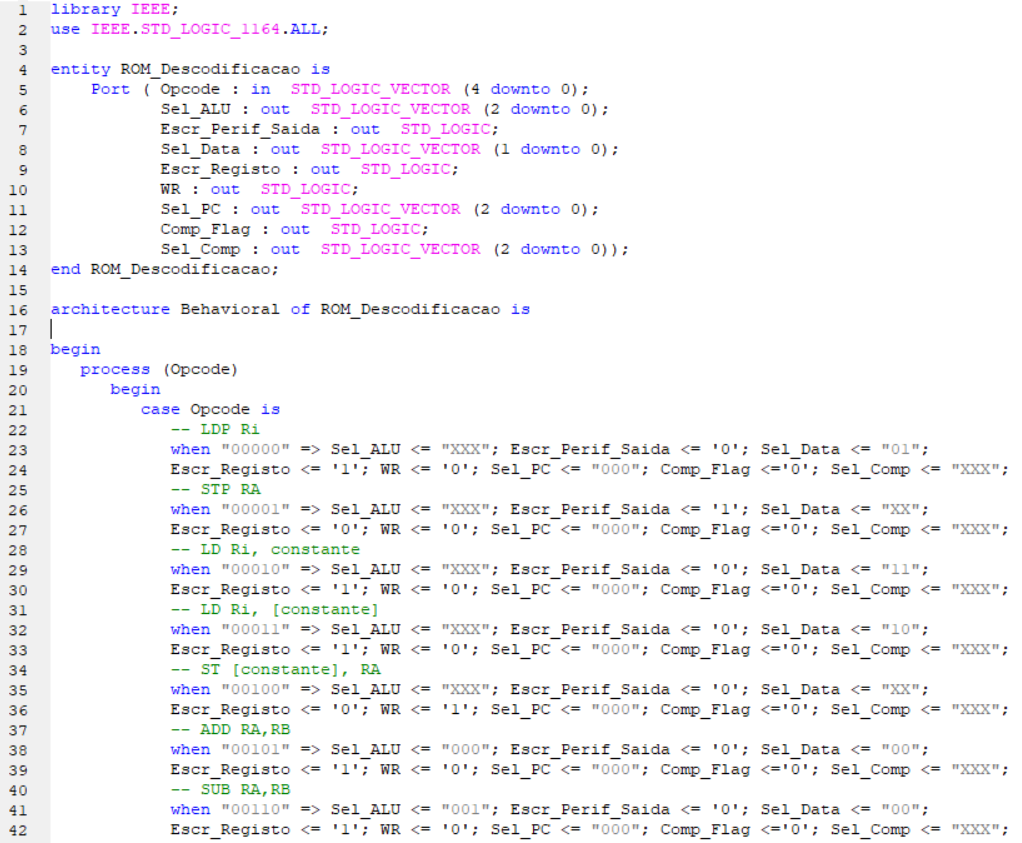 1 library IEEE;
2 use IEEE.STD_LOGIC_1164.ALL;
3
4 entity ROM_Descodificacao is
5 Port ( Opcode : in STD_LOGIC_VECTOR (4 downto 0);
6 Sel_ALU : out STD_LOGIC_VECTOR (2 downto 0);
7 Escr_Perif_Saida : out STD_LOGIC;
8 Sel_Data : out STD_LOGIC_VECTOR (1 downto 0);
9 Escr_Registo : out STD_LOGIC;
10 WR : out STD_LOGIC;
11 Sel_PC : out STD_LOGIC_VECTOR (2 downto 0);
12 Comp_Flag : out STD_LOGIC;
13 Sel_Comp : out STD_LOGIC_VECTOR (2 downto 0));
14 end ROM_Descodificacao;
15
16 architecture Behavioral of ROM_Descodificacao is
17
18 begin
19 process (Opcode)
20 begin
21 case Opcode is
22 -- LDP Ri
23 when "00000" => Sel_ALU <= "XXX"; Escr_Perif_Saida <= '0'; Sel_Data <= "01";
24 Escr_Registo <= '1'; WR <= '0'; Sel_PC <= "000"; Comp_Flag <='0'; Sel_Comp <= "XXX";
25 -- STP RA
26 when "00001" => Sel_ALU <= "XXX"; Escr_Perif_Saida <= '1'; Sel_Data <= "XX";
27 Escr_Registo <= '0'; WR <= '0'; Sel_PC <= "000"; Comp_Flag <='0'; Sel_Comp <= "XXX";
28 -- LD Ri, constante
29 when "00010" => Sel_ALU <= "XXX"; Escr_Perif_Saida <= '0'; Sel_Data <= "11";
30 Escr_Registo <= '1'; WR <= '0'; Sel_PC <= "000"; Comp_Flag <='0'; Sel_Comp <= "XXX";
31 -- LD Ri, [constante]
32 when "00011" => Sel_ALU <= "XXX"; Escr_Perif_Saida <= '0'; Sel_Data <= "10";
33 Escr_Registo <= '1'; WR <= '0'; Sel_PC <= "000"; Comp_Flag <='0'; Sel_Comp <= "XXX";
34 -- ST [constante], RA
35 when "00100" => Sel_ALU <= "XXX"; Escr_Perif_Saida <= '0'; Sel_Data <= "XX";
36 Escr_Registo <= '0'; WR <= '1'; Sel_PC <= "000"; Comp_Flag <='0'; Sel_Comp <= "XXX";
37 -- ADD RA,RB
38 when "00101" => Sel_ALU <= "000"; Escr_Perif_Saida <= '0'; Sel_Data <= "00";
39 Escr_Registo <= '1'; WR <= '0'; Sel_PC <= "000"; Comp_Flag <='0'; Sel_Comp <= "XXX";
40 -- SUB RA,RB
41 when "00110" => Sel_ALU <= "001"; Escr_Perif_Saida <= '0'; Sel_Data <= "00";
42 Escr_Registo <= '1'; WR <= '0'; Sel_PC <= "000"; Comp_Flag <='0'; Sel_Comp <= "XXX";